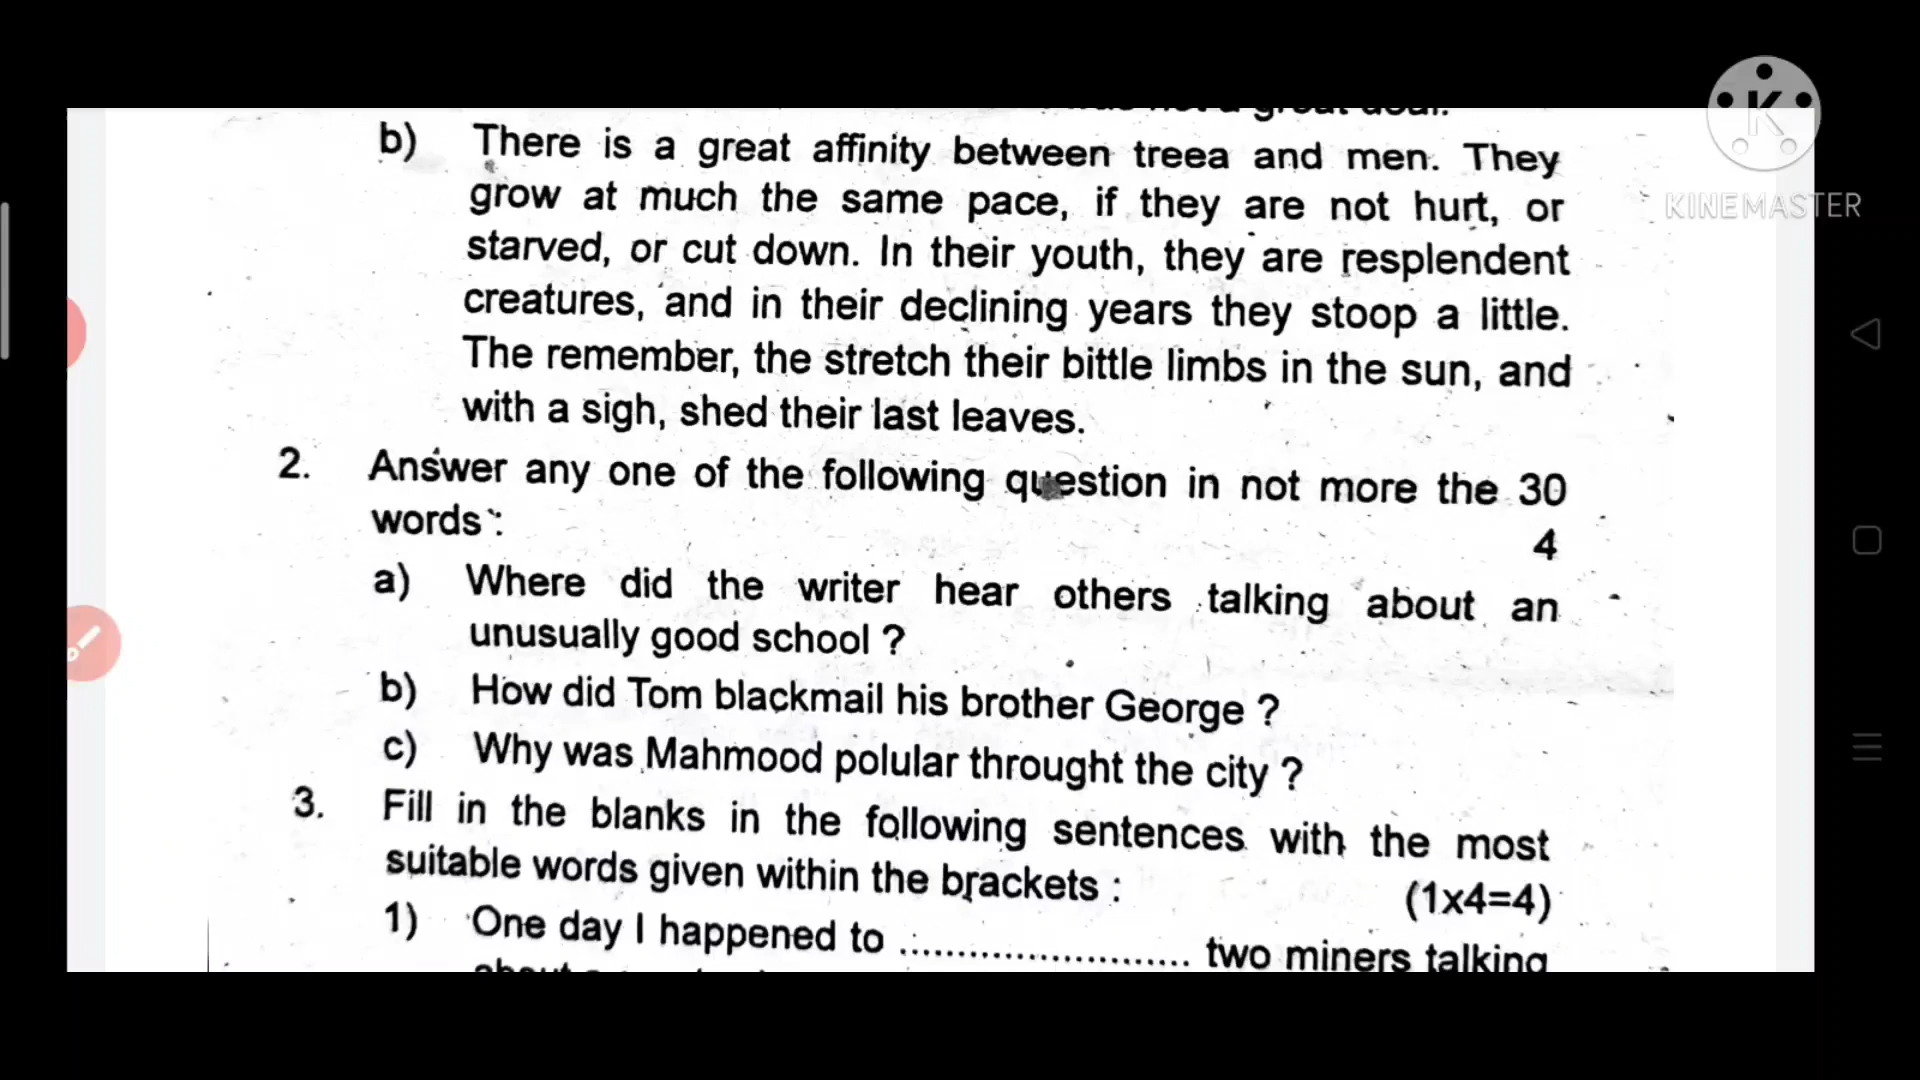 a great deal.
K
KINEMASTER
b) There is a great affinity between treea and men. They
grow at much the same pace, if they are not hurt, or
starved, or cut down. In their youth, they are resplendent
creatures, and in their declining years they stoop a little.
The remember, the stretch their bittle limbs in the sun, and
with a sigh, shed their last leaves.
2. Answer any one of the following question in not more the 30
words :
4
a) Where did the writer hear others talking about an
unusually good school ?
b) How did Tom blackmail his brother George ?
c) Why was Mahmood polular throught the city ?
3. Fill in the blanks in the following sentences with the most
suitable words given within the brackets : (1x4=4)
1) One day I happened to ........................... two miners talking
about a